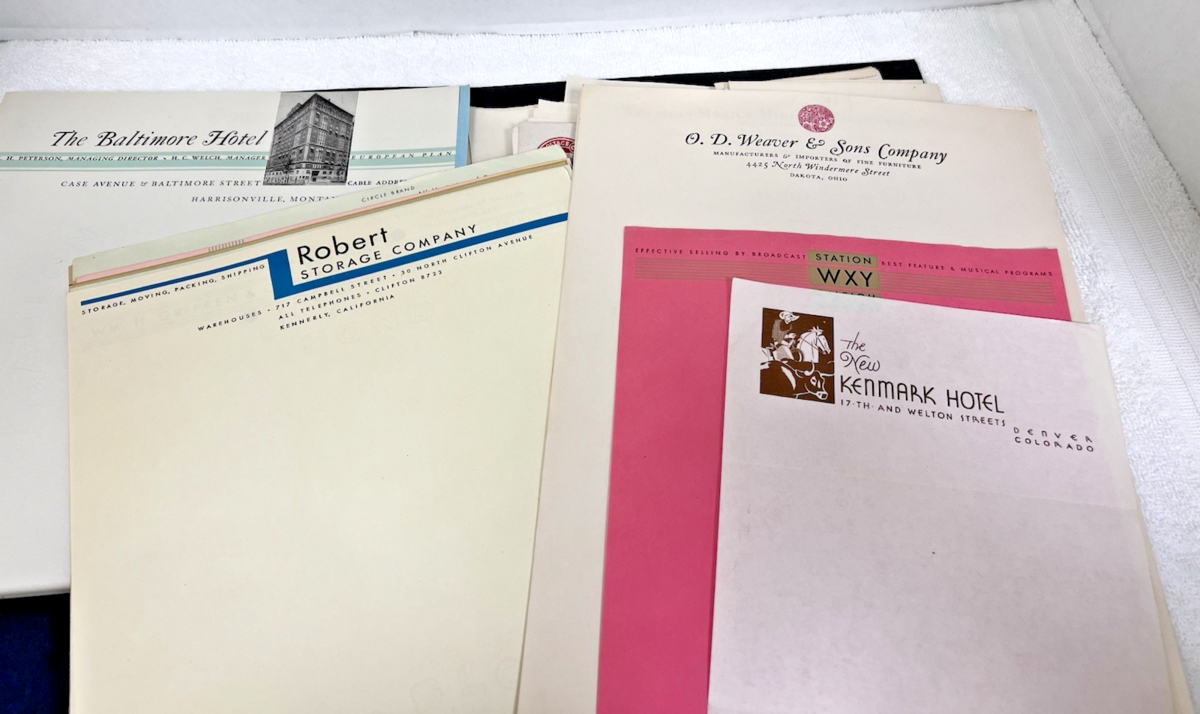 The Baltimore Hotel
H. PETERSON, MANAGING DIRECTOR • H. C. WELCH, MANAGER
EUROPEAN PLAN
CASE AVENUE & BALTIMORE STREET
CABLE ADDRE
HARRISONVILLE, MONTA
CIRCLE BRAND
Robert
STORAGE COMPANY
STORAGE, MOVING, PACKING, SHIPPING
WAREHOUSES • 717 CAMPBELL STREET • 30 NORTH CLIFTON AVENUE
ALL TELEPHONES • CLIFTON 8723
KENNERLY, CALIFORNIA
O. D. Weaver & Sons Company
MANUFACTURERS & IMPORTERS OF FINE FURNITURE
4425 North Windermere Street
DAKOTA, OHIO
EFFECTIVE SELLING BY BROADCAST
STATION
WXY
BEST FEATURE & MUSICAL PROGRAMS
The
New
KENMARK HOTEL
17·TH· AND WELTON STREETS
DENVER
COLORADO